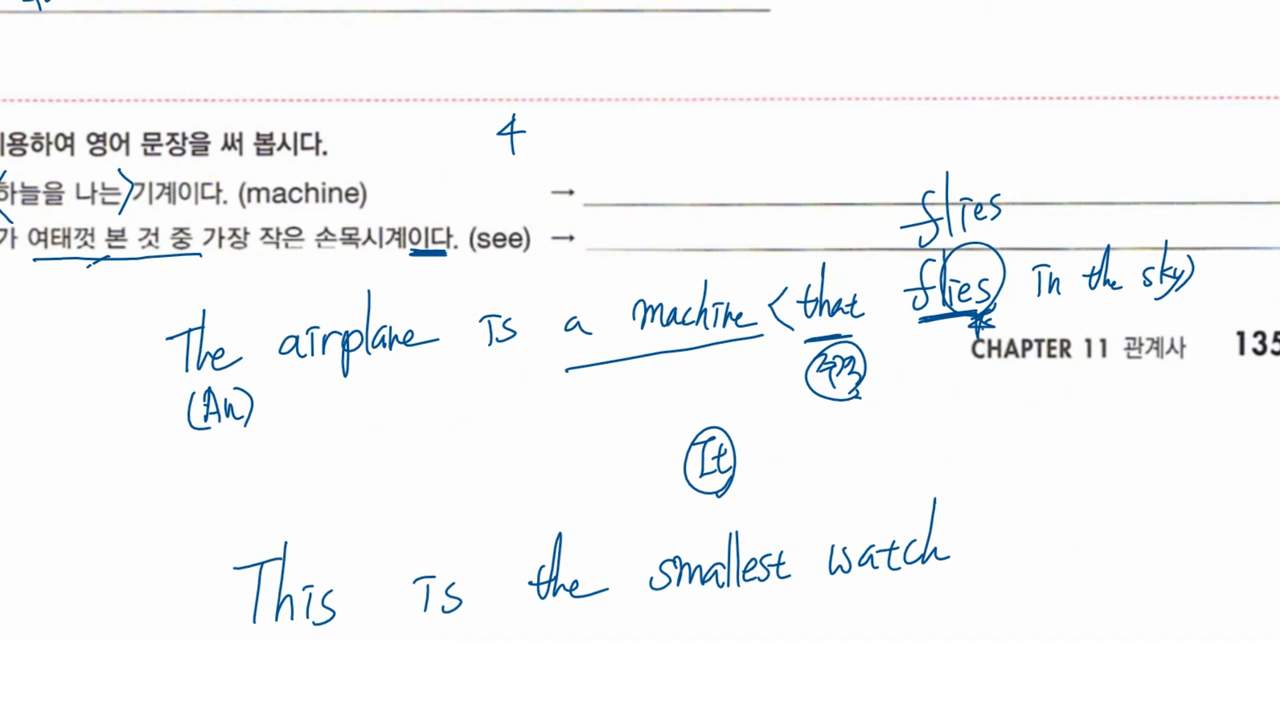 이용하여 영어 문장을 써 봅시다.
4
하늘을 나는 기계이다. (machine) →
가 여태껏 본 것 중 가장 작은 손목시계이다. (see) →
flies
The airplane is a machine < that flies in the sky)
(An)
주격
CHAPTER 11 관계사 135
It
This is the smallest watch